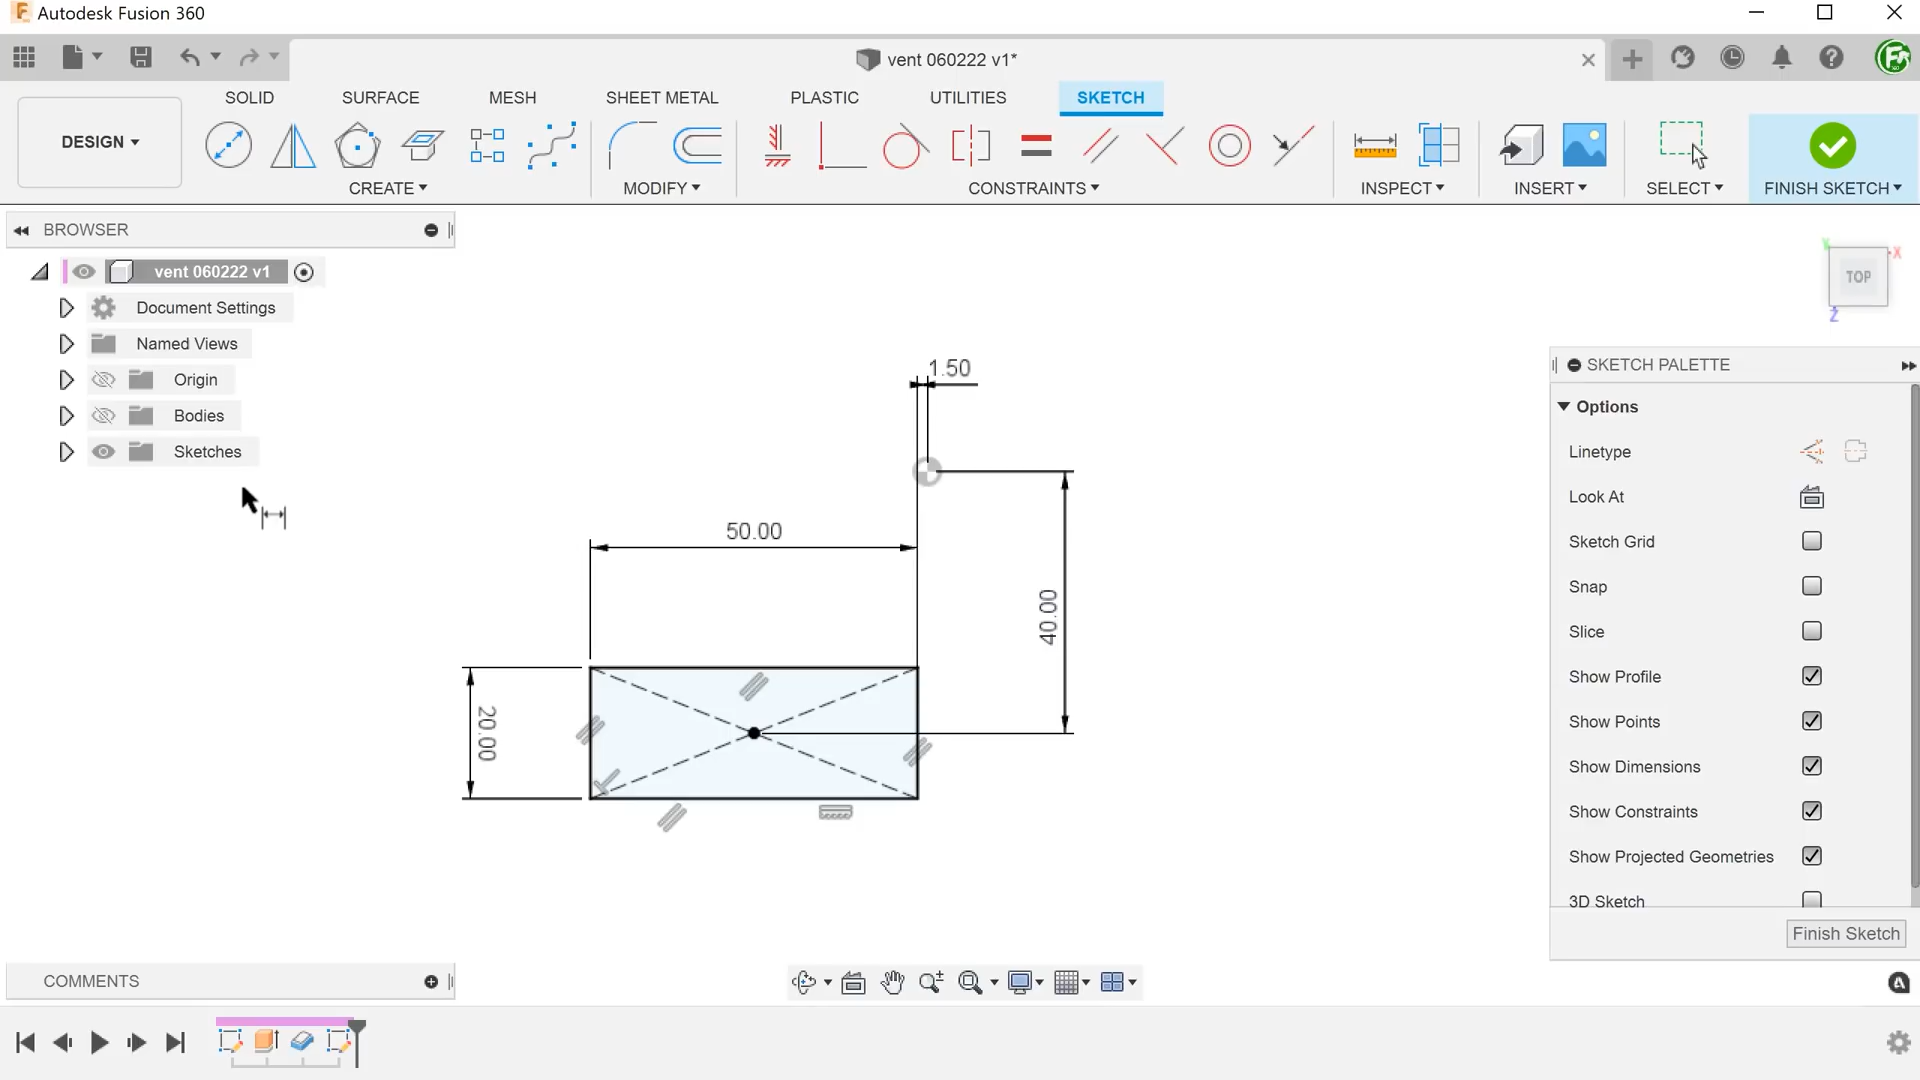 Autodesk Fusion 360
vent 060222 v1*
SOLID
SURFACE
MESH
SHEET METAL
PLASTIC
UTILITIES
SKETCH
DESIGN
CREATE
MODIFY
CONSTRAINTS
INSPECT
INSERT
SELECT
FINISH SKETCH
BROWSER
vent 060222 v1
Document Settings
Named Views
Origin
Bodies
Sketches
1.50
50.00
40.00
20.00
Y
X
TOP
Z
SKETCH PALETTE
Options
Linetype
Look At
Sketch Grid
Snap
Slice
Show Profile
Show Points
Show Dimensions
Show Constraints
Show Projected Geometries
3D Sketch
Finish Sketch
COMMENTS